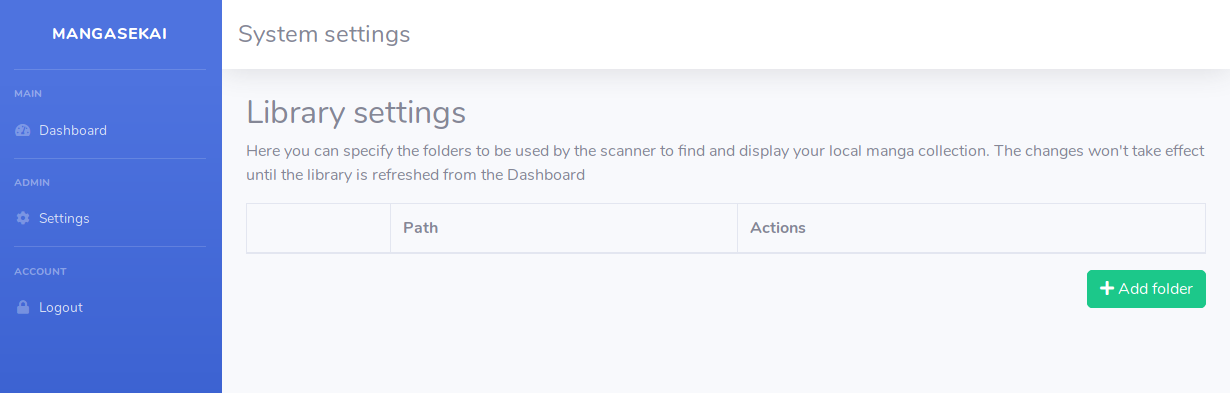 MANGASEKAI
MAIN
Dashboard
ADMIN
Settings
ACCOUNT
Logout
System settings
Library settings
Here you can specify the folders to be used by the scanner to find and display your local manga collection. The changes won't take effect
until the library is refreshed from the Dashboard
Path Actions
Add folder